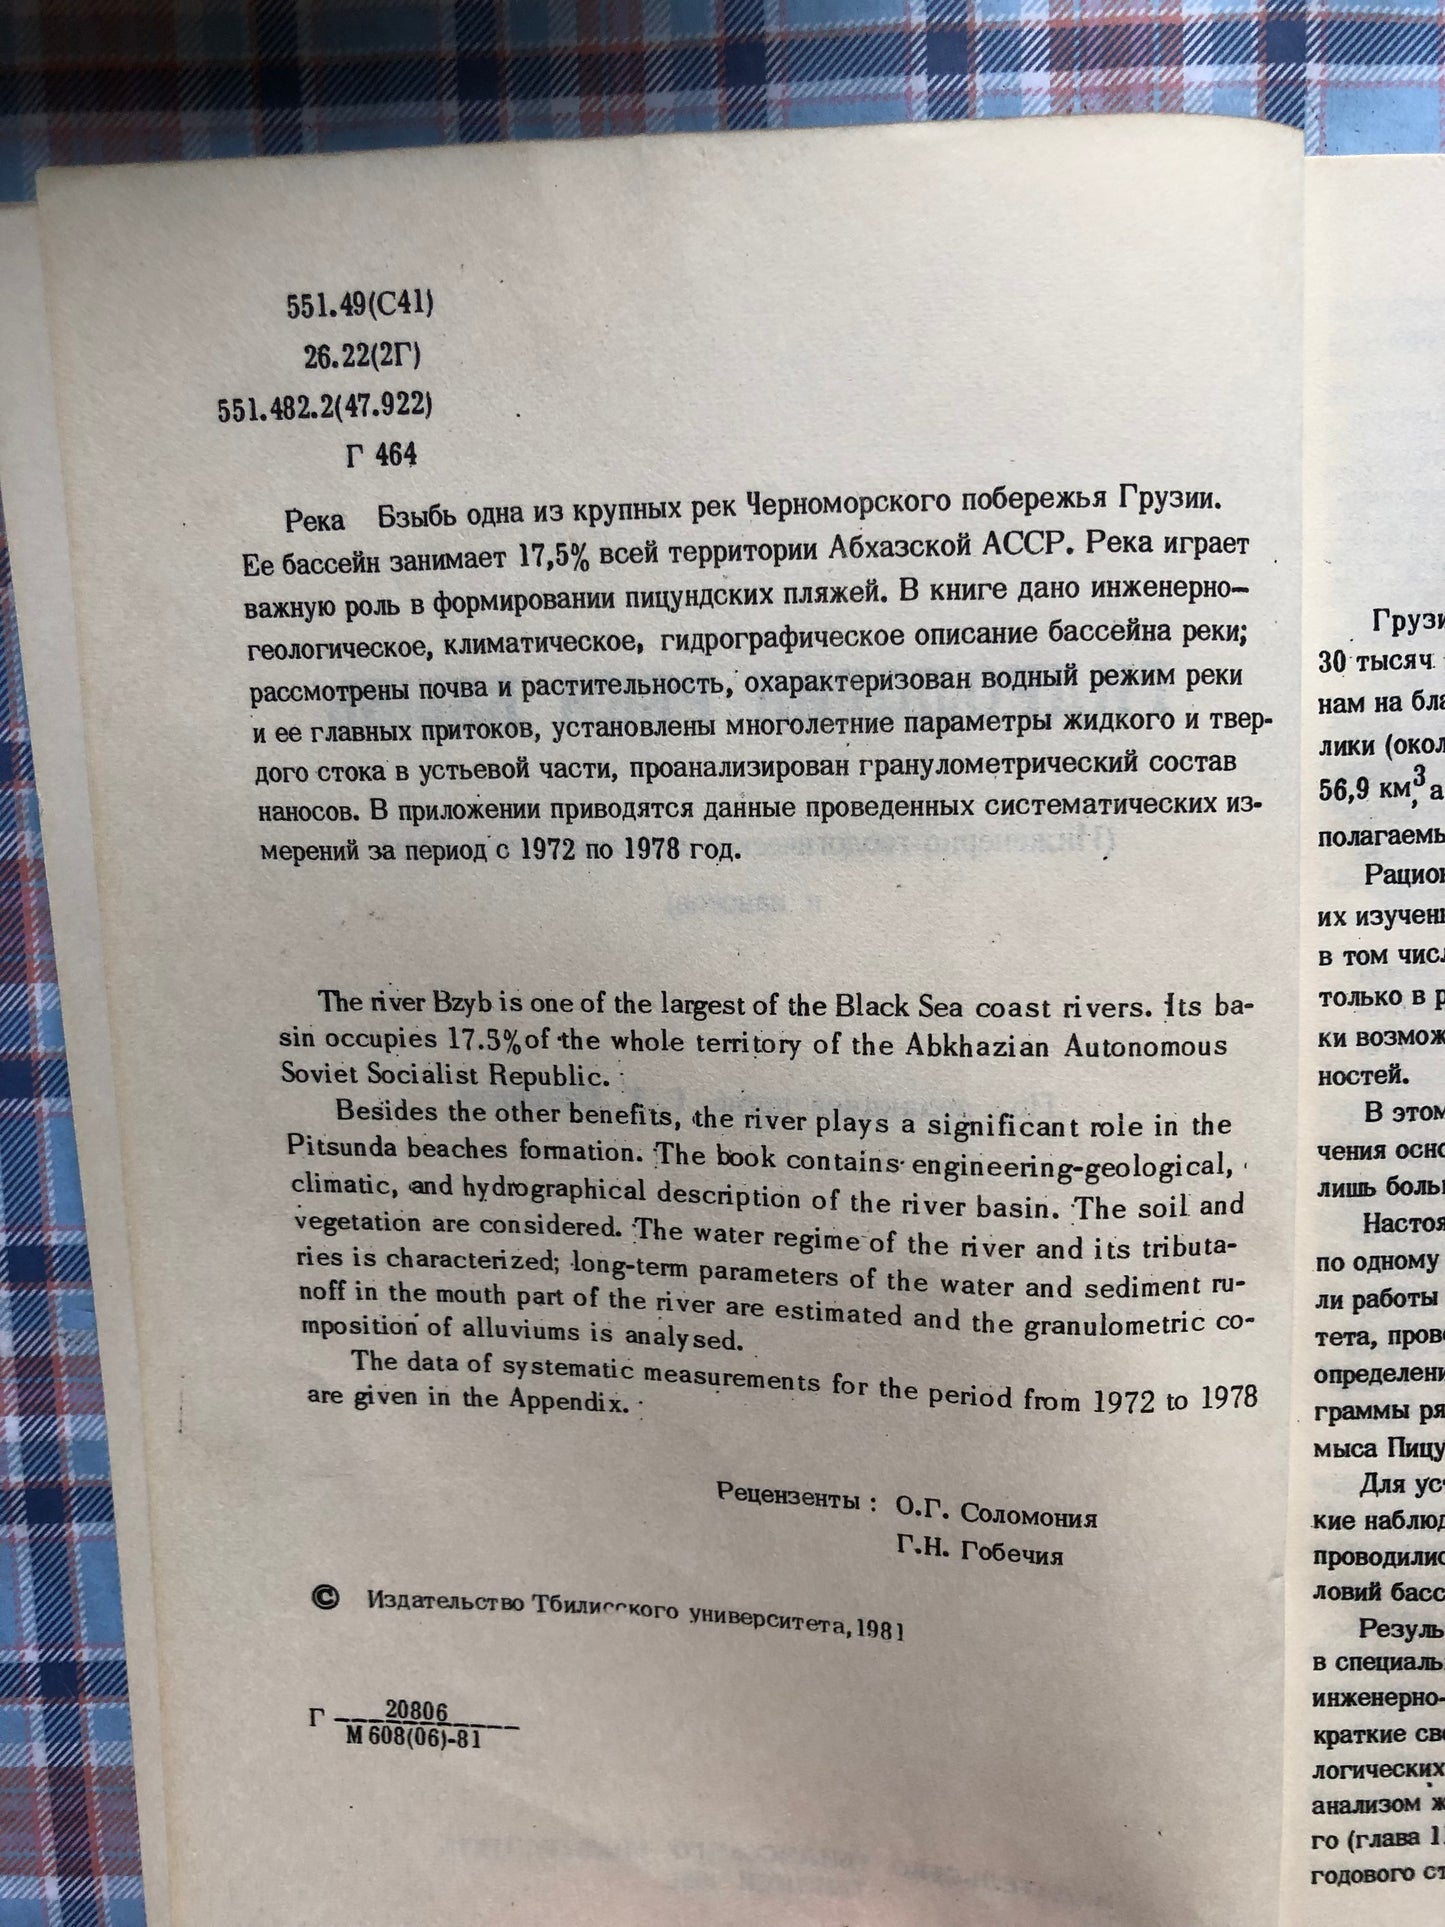 551.49(С41)
26.22(2Г)
551.482.2(47.922)
Г 464
Река Бзыбь одна из крупных рек Черноморского побережья Грузии.
Ее бассейн занимает 17,5% всей территории Абхазской АССР. Река играет
важную роль в формировании пицундских пляжей. В книге дано инженерно-
геологическое, климатическое, гидрографическое описание бассейна реки;
рассмотрены почва и растительность, охарактеризован водный режим реки
и ее главных притоков, установлены многолетние параметры жидкого и твер-
дого стока в устьевой части, проанализирован гранулометрический состав
наносов. В приложении приводятся данные проведенных систематических из-
мерений за период с 1972 по 1978 год.
The river Bzyb is one of the largest of the Black Sea coast rivers. Its ba-
sin occupies 17.5% of the whole territory of the Abkhazian Autonomous
Soviet Socialist Republic.
Besides the other benefits, the river plays a significant role in the
Pitsunda beaches formation. The book contains engineering-geological,
climatic, and hydrographical description of the river basin. The soil and
vegetation are considered. The water regime of the river and its tributa-
ries is characterized; long-term parameters of the water and sediment ru-
noff in the mouth part of the river are estimated and the granulometric co-
mposition of alluviums is analysed.
The data of systematic measurements for the period from 1972 to 1978
are given in the Appendix.
Рецензенты: О.Г. Соломония
Г.Н. Гобечия
© Издательство Тбилисского университета, 1981
Г 20806
М 608(06)-81
Грузи
30 тысяч
нам на бла
лики (окол
56,9 км³, а
полагаемы
Рацион
их изучен
в том числ
только в р
ки возмож
ностей.
В этом
чения осно
лишь боль
Настоя
по одному
ли работы
тета, пров
определени
граммы ря
мыса Пицу
Для ус
кие наблюд
проводилис
ловий басс
Резуль
в специаль
инженерно-
краткие св
логических
анализом ж
го (глава 1
годового ст